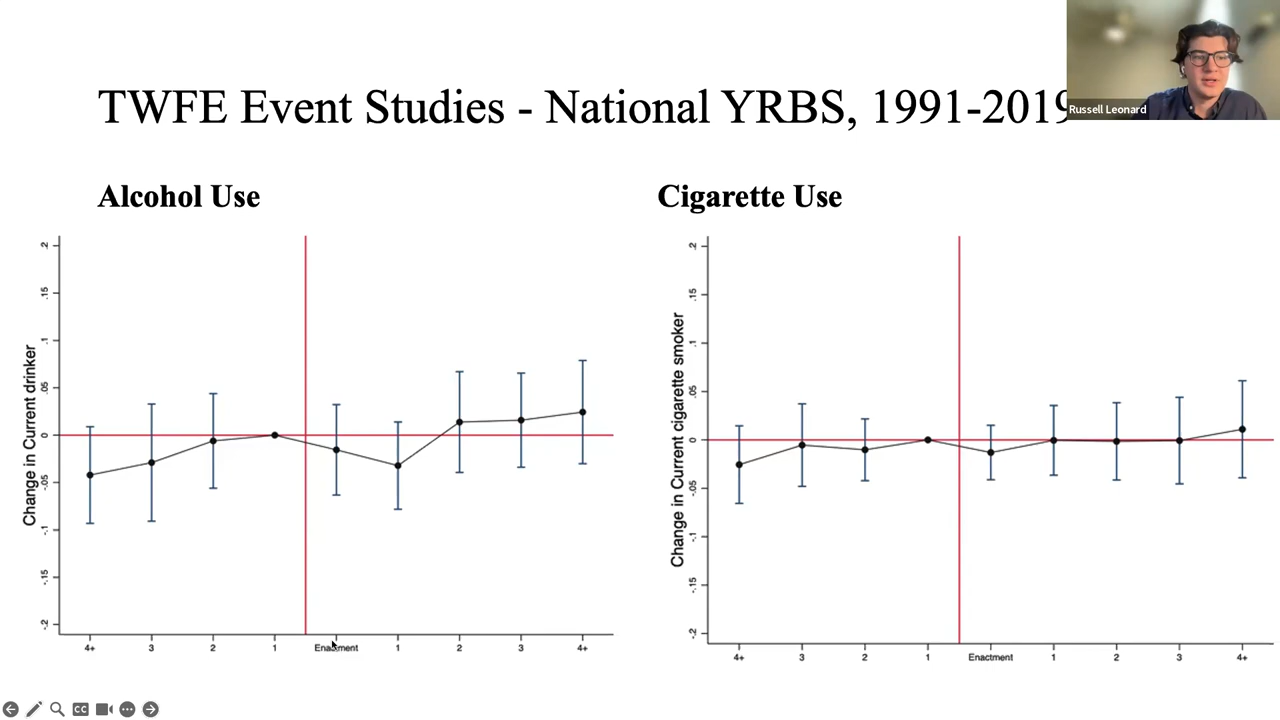 Russell Leonard
TWFE Event Studies - National YRBS, 1991-2019
Alcohol Use
Cigarette Use
Change in Current drinker
.2
.15
.1
.05
0
-.05
-.1
-.15
-.2
4+ 3 2 1 Enactment 1 2 3 4+
Change in Current cigarette smoker
.2
.15
.1
.05
0
-.05
-.1
-.15
-.2
4+ 3 2 1 Enactment 1 2 3 4+
CC